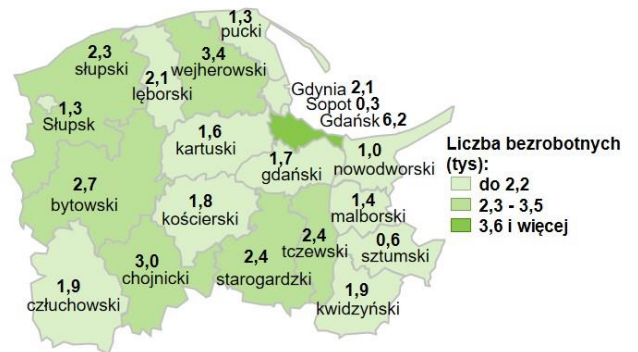 1,3
pucki
2,3
słupski
3,4
wejherowski
2,1
lęborski
Gdynia 2,1
Sopot 0,3
Gdańsk 6,2
1,3
Słupsk
1,6
kartuski
1,7
gdański
1,0
nowodworski
Liczba bezrobotnych
(tys):
do 2,2
2,3 - 3,5
3,6 i więcej
2,7
bytowski
1,8
kościerski
1,4
malborski
2,4
tczewski
0,6
sztumski
3,0
chojnicki
2,4
starogardzki
1,9
człuchowski
1,9
kwidzyński